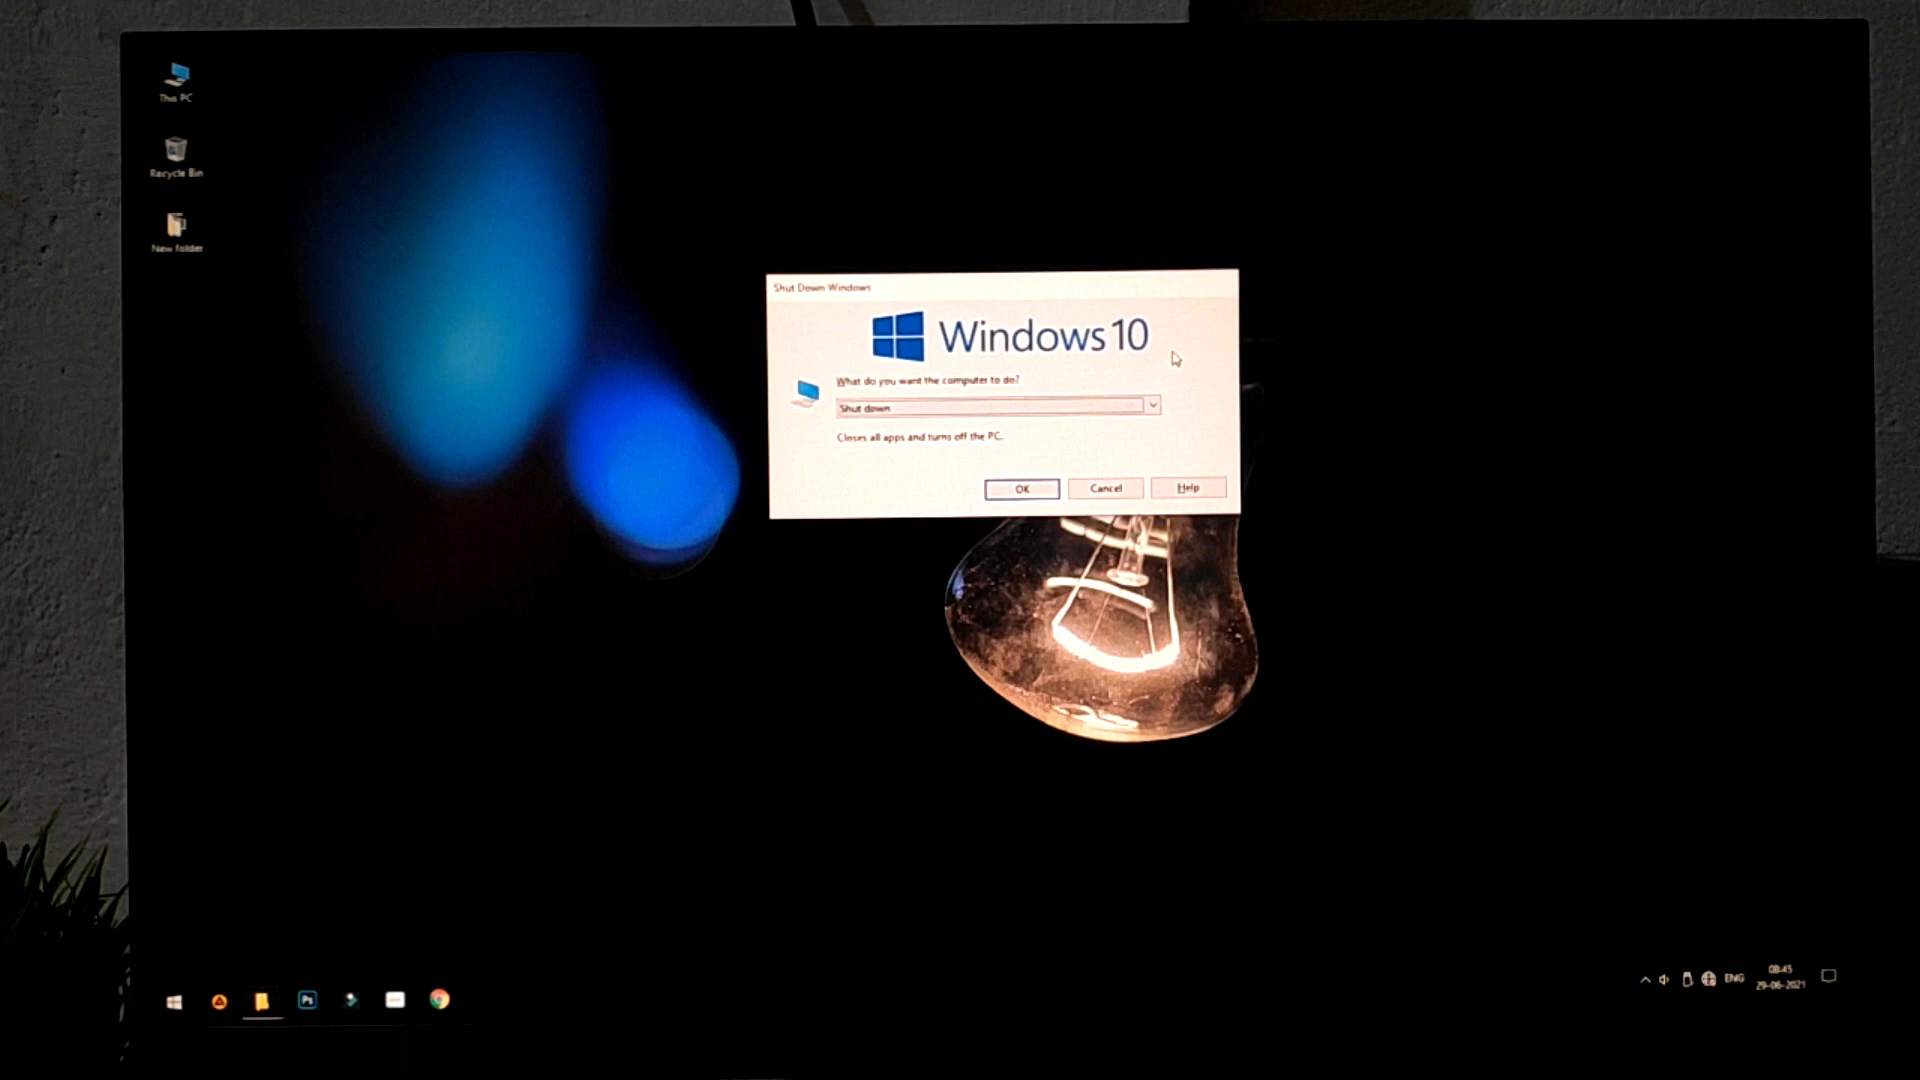 This PC
Recycle Bin
New folder
Shut Down Windows
Windows 10
What do you want the computer to do?
Shut down
Closes all apps and turns off the PC.
OK
Cancel
Help
Ps
ENG
08:45
29-06-2021